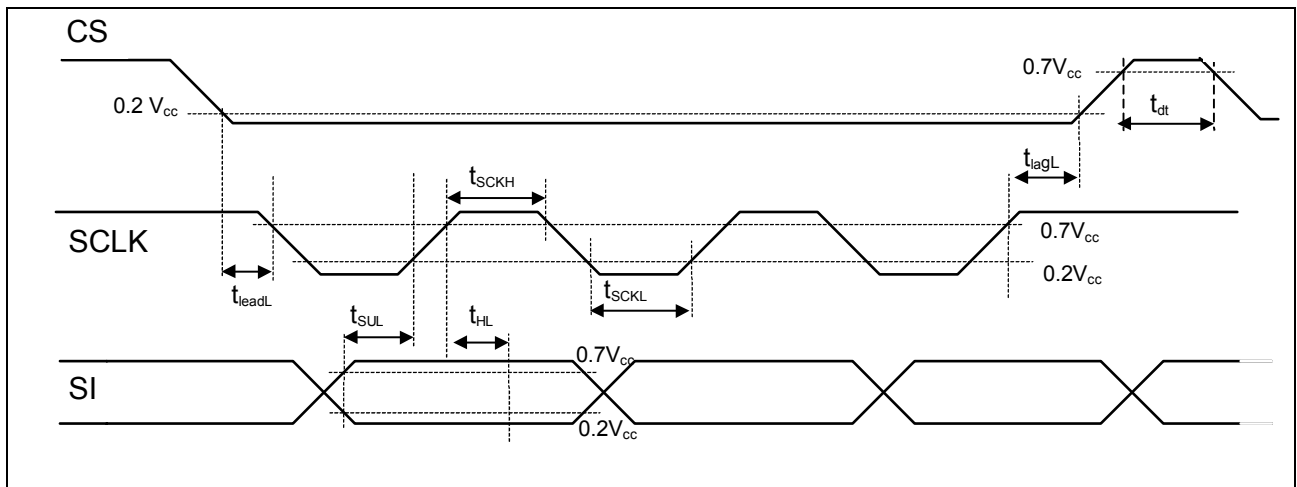 CS
0.7Vcc
0.2 Vcc
tdt
tlagL
tSCKH
SCLK
0.7Vcc
0.2Vcc
tleadL
tSCKL
tSUL
tHL
0.7Vcc
SI
0.2Vcc